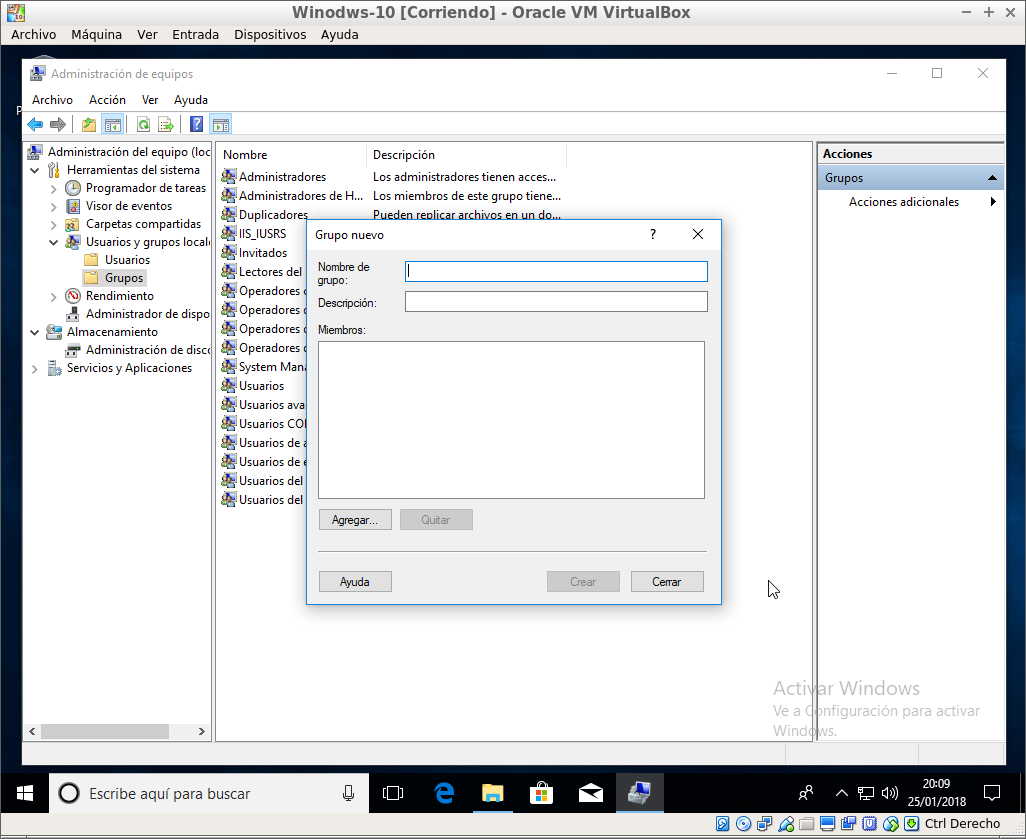 Winodws-10 [Corriendo] - Oracle VM VirtualBox
Archivo Máquina Ver Entrada Dispositivos Ayuda
Administración de equipos
Archivo Acción Ver Ayuda
Administración del equipo (loc
Herramientas del sistema
Programador de tareas
Visor de eventos
Carpetas compartidas
Usuarios y grupos locale
Usuarios
Grupos
Rendimiento
Administrador de dispo
Almacenamiento
Administración de disco
Servicios y Aplicaciones
Nombre Descripción
Administradores Los administradores tienen acces...
Administradores de H... Los miembros de este grupo tiene...
Duplicadores Pueden replicar archivos en un do...
IIS_IUSRS
Invitados
Lectores del
Operadores d
Operadores d
Operadores d
Operadores d
System Mana
Usuarios
Usuarios ava
Usuarios CO
Usuarios de a
Usuarios de e
Usuarios del
Usuarios del
Grupo nuevo ?
Nombre de
grupo:
Descripción:
Miembros:
Agregar... Quitar
Ayuda Crear Cerrar
Acciones
Grupos
Acciones adicionales
Activar Windows
Ve a Configuración para activar
Windows.
Escribe aquí para buscar
20:09
25/01/2018
Ctrl Derecho